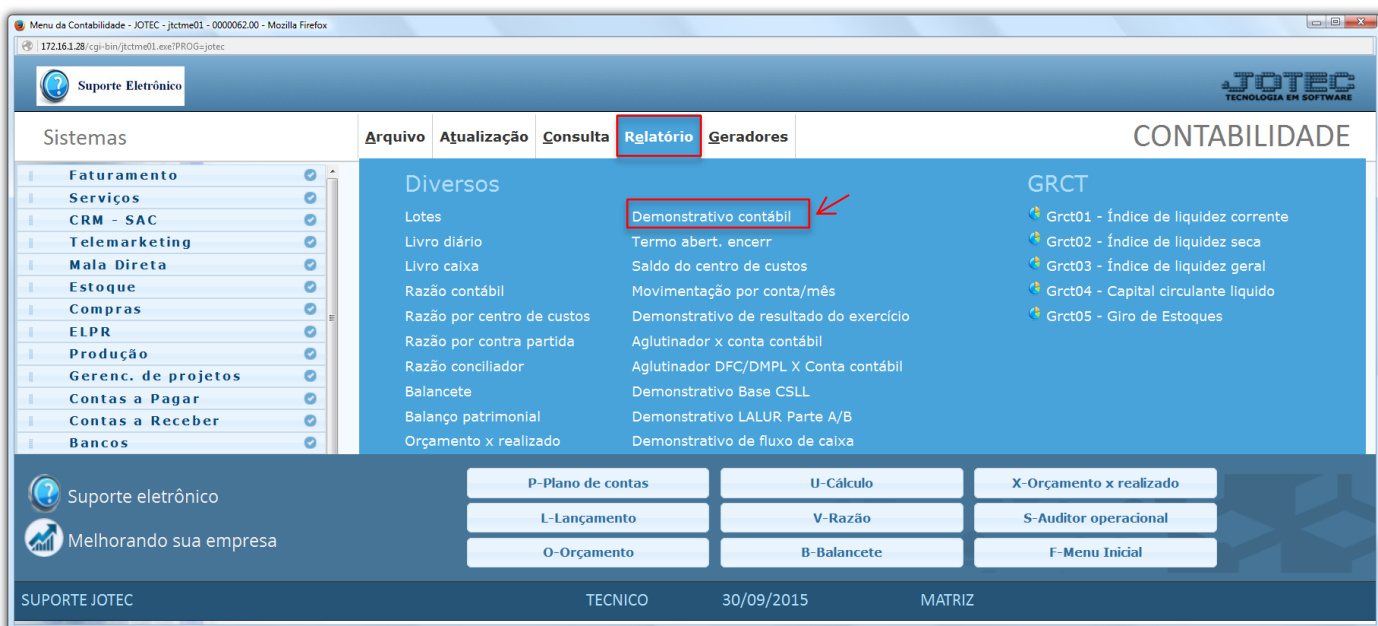 Menu da Contabilidade - JOTEC - jtctme01 - 0000062.00 - Mozilla Firefox
172.16.1.28/cgi-bin/jtctme01.exe?PROG=jotec
Suporte Eletrônico
JOTEC
TECNOLOGIA EM SOFTWARE
Sistemas
Arquivo Atualização Consulta Relatório Geradores
CONTABILIDADE
Faturamento
Serviços
CRM - SAC
Telemarketing
Mala Direta
Estoque
Compras
ELPR
Produção
Gerenc. de projetos
Contas a Pagar
Contas a Receber
Bancos
Diversos
Lotes
Livro diário
Livro caixa
Razão contábil
Razão por centro de custos
Razão por contra partida
Razão conciliador
Balancete
Balanço patrimonial
Orçamento x realizado
Demonstrativo contábil
Termo abert. encerr
Saldo do centro de custos
Movimentação por conta/mês
Demonstrativo de resultado do exercício
Aglutinador x conta contábil
Aglutinador DFC/DMPL X Conta contábil
Demonstrativo Base CSLL
Demonstrativo LALUR Parte A/B
Demonstrativo de fluxo de caixa
GRCT
Grct01 - Índice de liquidez corrente
Grct02 - Índice de liquidez seca
Grct03 - Índice de liquidez geral
Grct04 - Capital circulante liquido
Grct05 - Giro de Estoques
Suporte eletrônico
Melhorando sua empresa
P-Plano de contas U-Cálculo X-Orçamento x realizado
L-Lançamento V-Razão S-Auditor operacional
O-Orçamento B-Balancete F-Menu Inicial
SUPORTE JOTEC TECNICO 30/09/2015 MATRIZ